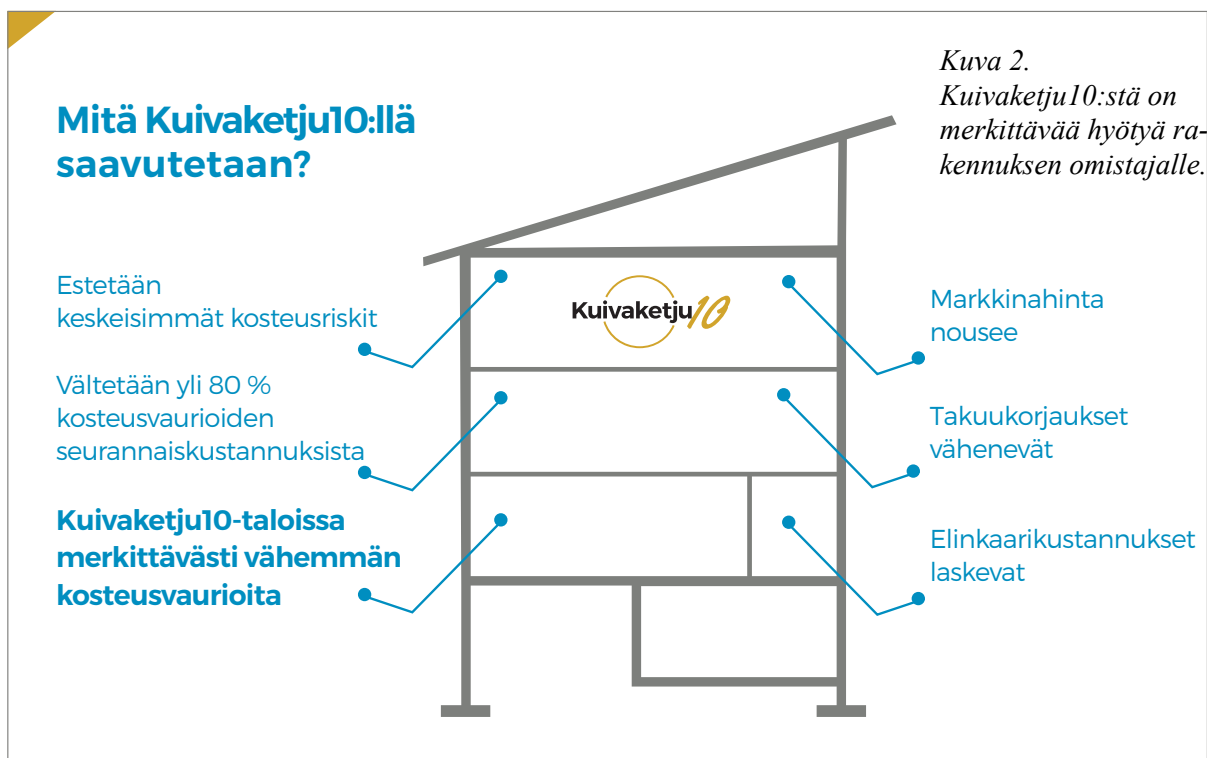 Kuva 2.
Kuivaketju10:stä on
merkittävää hyötyä ra-
kennuksen omistajalle.
Mitä Kuivaketju10:llä
saavutetaan?
Estetään
keskeisimmät kosteusriskit
Vältetään yli 80 %
kosteusvaurioiden
seurannaiskustannuksista
Kuivaketju10-taloissa
merkittävästi vähemmän
kosteusvaurioita
Kuivaketju10
Markkinahinta
nousee
Takuukorjaukset
vähenevät
Elinkaarikustannukset
laskevat